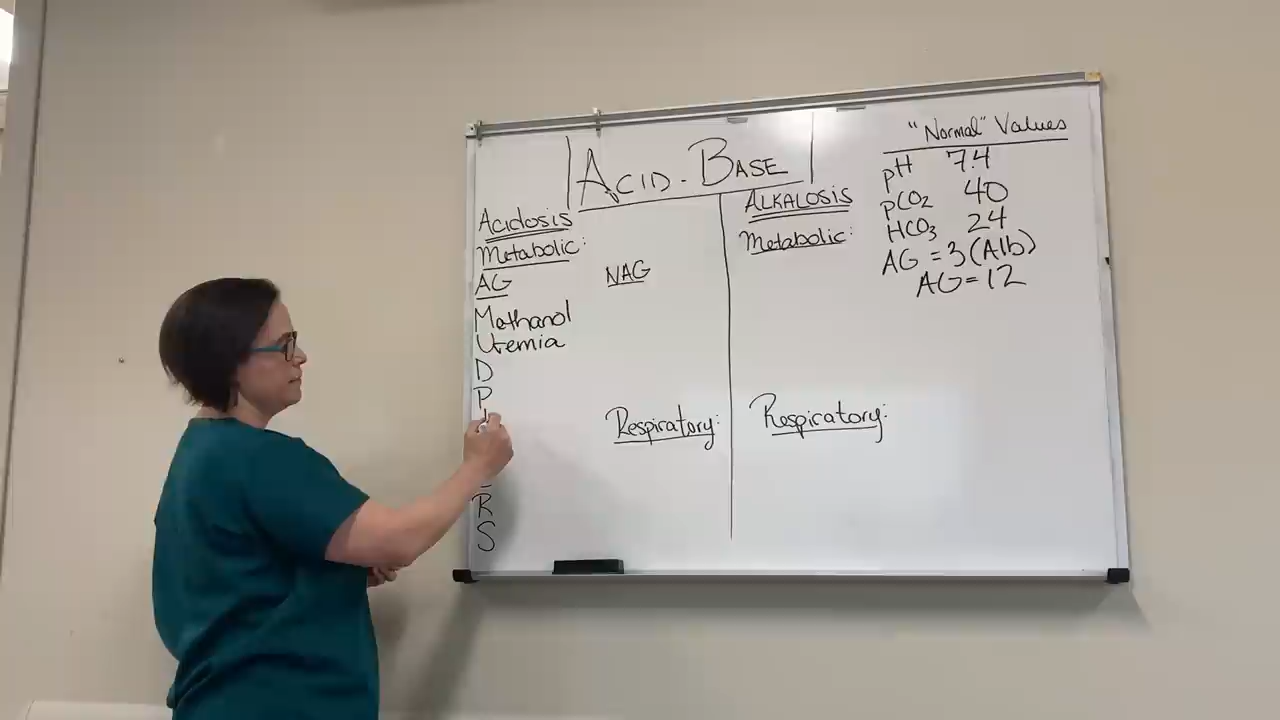 ACID-BASE
Acidosis
Metabolic:
AG
NAG
Methanol
Uremia
D
P
R
S
Respiratory:
ALKALOSIS
Metabolic:
Respiratory:
"Normal" Values
pH 7.4
pCO2 40
HCO3 24
AG = 3(Alb)
AG=12